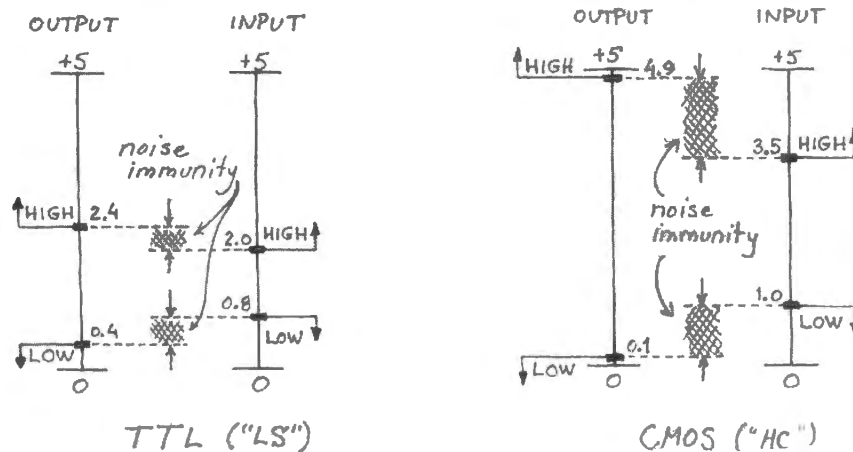 OUTPUT INPUT
+5 +5
noise
immunity
HIGH 2.4
2.0 HIGH
0.8
LOW
0.4
LOW
0 0
TTL ("LS")
OUTPUT INPUT
+5 +5
HIGH 4.9
3.5 HIGH
noise
immunity
1.0
LOW
0.1
LOW
0 0
CMOS ("HC")